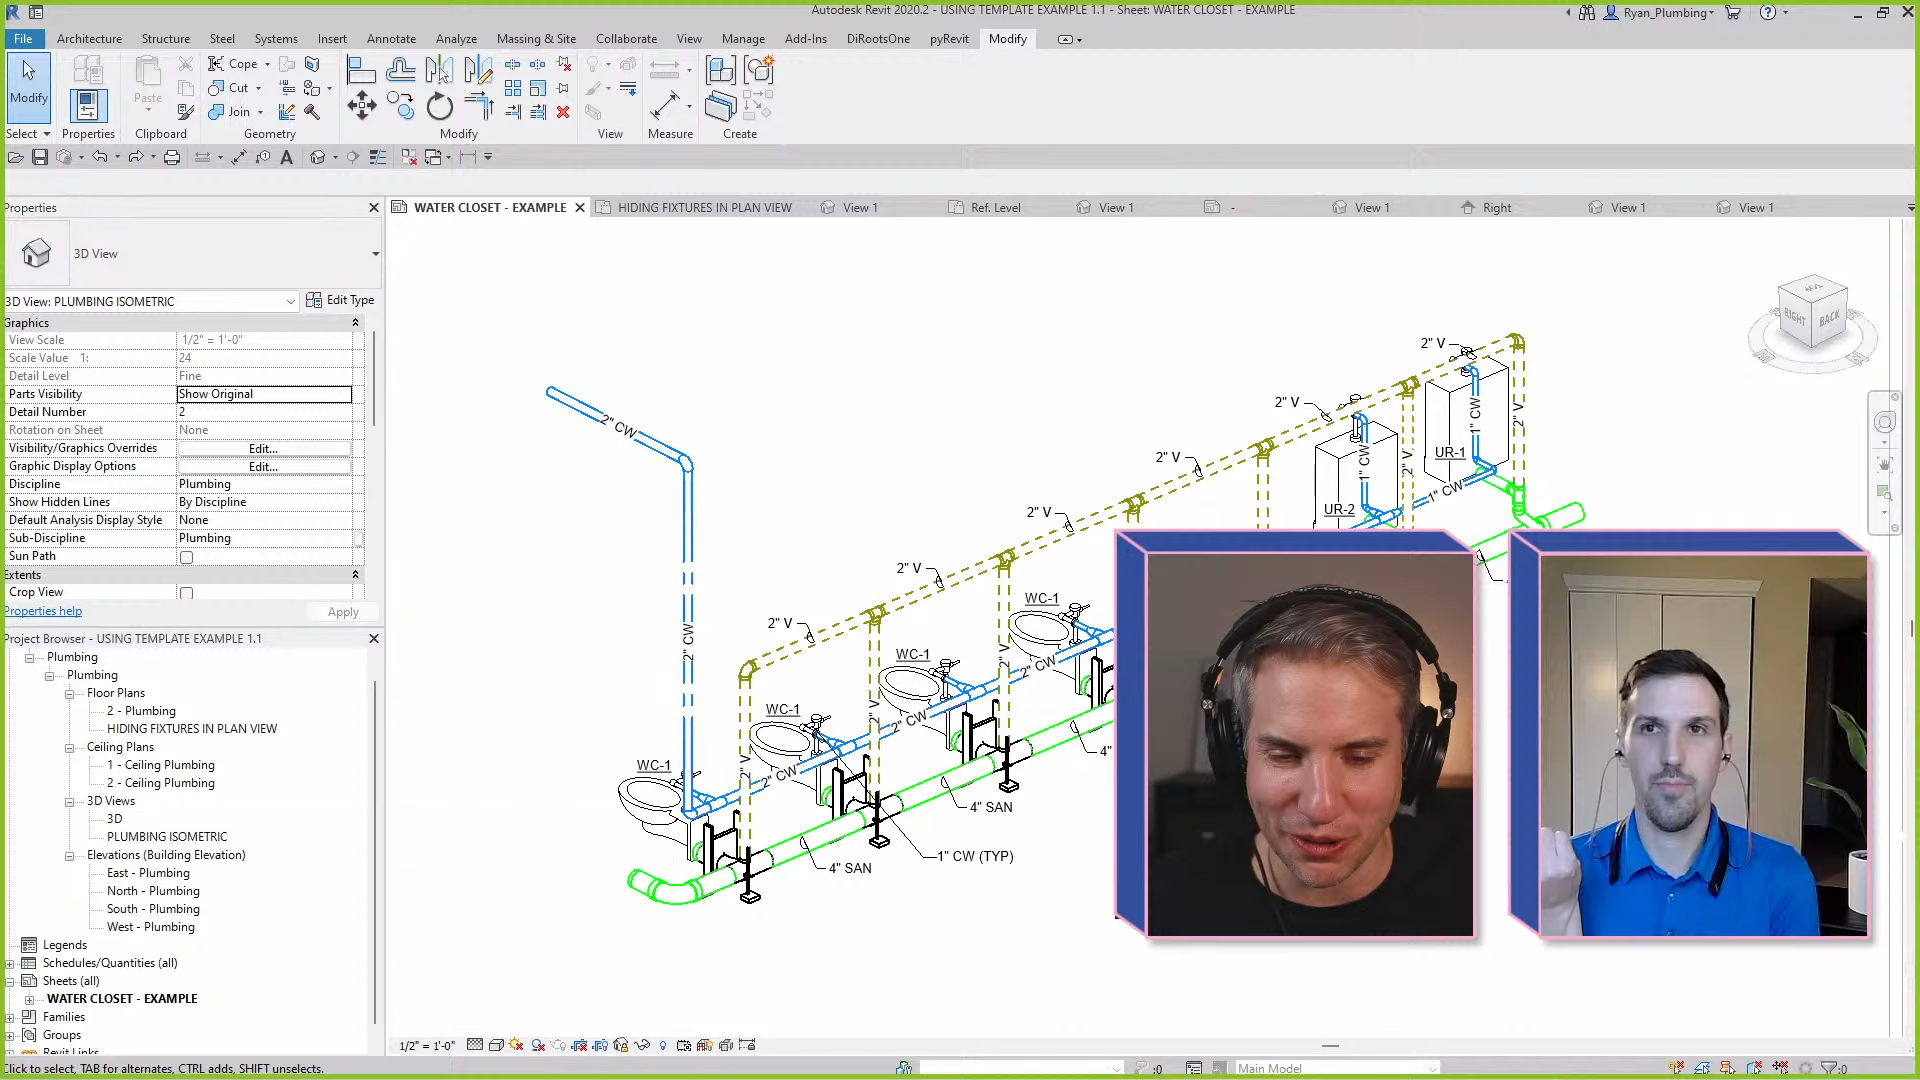 Autodesk Revit 2020.2 - USING TEMPLATE EXAMPLE 1.1 - Sheet: WATER CLOSET - EXAMPLE
Ryan_Plumbing
File Architecture Structure Steel Systems Insert Annotate Analyze Massing & Site Collaborate View Manage Add-Ins DiRootsOne pyRevit Modify
Cope
Modify
Paste
Cut
Join
Select Properties Clipboard Geometry Modify View Measure Create
Properties
WATER CLOSET - EXAMPLE
HIDING FIXTURES IN PLAN VIEW
View 1
Ref. Level
View 1
-
View 1
Right
View 1
View 1
3D View
3D View: PLUMBING ISOMETRIC
Edit Type
Graphics
View Scale 1/2" = 1'-0"
Scale Value 1: 24
Detail Level Fine
Parts Visibility Show Original
Detail Number 2
Rotation on Sheet None
Visibility/Graphics Overrides Edit...
Graphic Display Options Edit...
Discipline Plumbing
Show Hidden Lines By Discipline
Default Analysis Display Style None
Sub-Discipline Plumbing
Sun Path
Extents
Crop View
Properties help
Apply
Project Browser - USING TEMPLATE EXAMPLE 1.1
Plumbing
Plumbing
Floor Plans
2 - Plumbing
HIDING FIXTURES IN PLAN VIEW
Ceiling Plans
1 - Ceiling Plumbing
2 - Ceiling Plumbing
3D Views
3D
PLUMBING ISOMETRIC
Elevations (Building Elevation)
East - Plumbing
North - Plumbing
South - Plumbing
West - Plumbing
Legends
Schedules/Quantities (all)
Sheets (all)
WATER CLOSET - EXAMPLE
Families
Groups
Revit Links
TOP
RIGHT
BACK
2" V
2" V
2" V
2" V
2" V
2" V
2" CW
1" CW
1" CW
2" V
2" V
UR-1
UR-2
1" CW
WC-1
WC-1
WC-1
WC-1
2" CW
2" V
2" CW
2" V
2" CW
2" V
2" CW
4"
4" SAN
4" SAN
1" CW (TYP)
1/2" = 1'-0"
Click to select, TAB for alternates, CTRL adds, SHIFT unselects.
:0
Main Model
:0